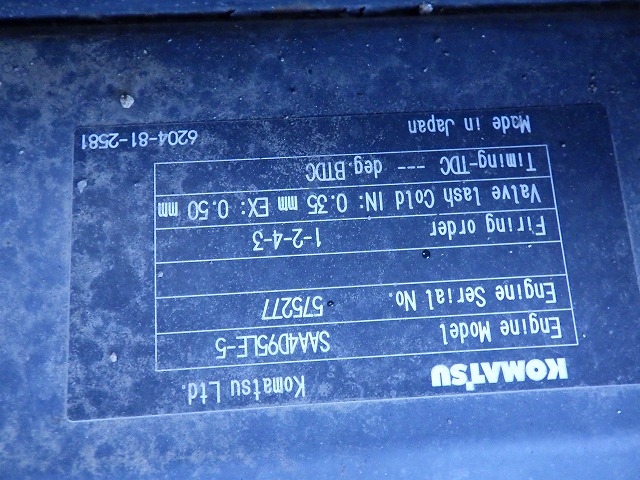 KOMATSU Komatsu Ltd.
Engine Model SAA4D95LE-5
Engine Serial No. 575277
Firing order 1-2-4-3
Valve lash Cold IN: 0.35 mm EX: 0.50 mm
Timing-TDC --- deg.BTDC
Made in Japan 6204-81-2581